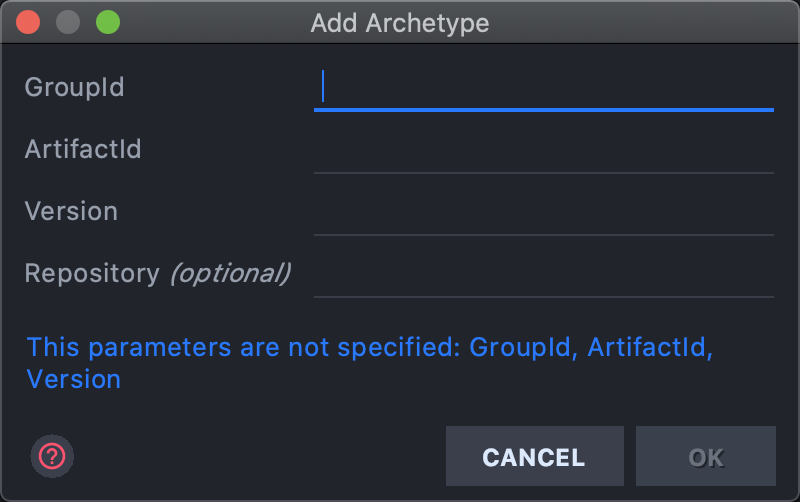 Add Archetype
GroupId
ArtifactId
Version
Repository (optional)
This parameters are not specified: GroupId, ArtifactId,
Version
?
CANCEL
OK